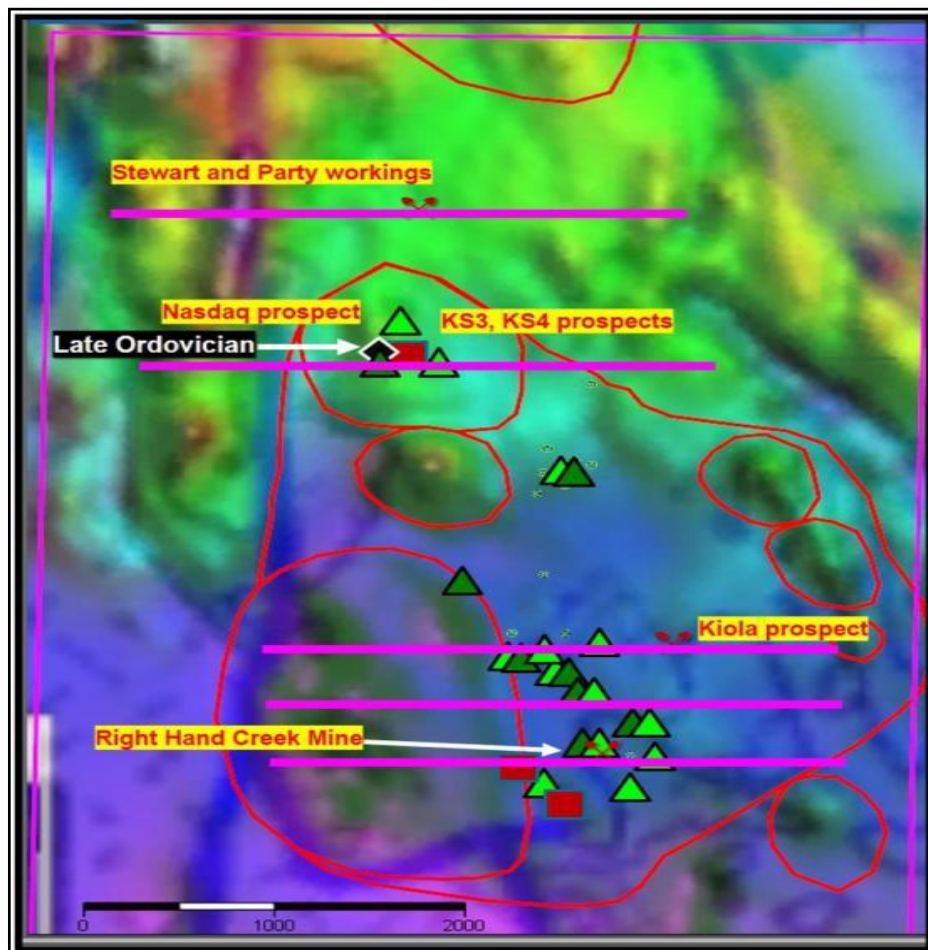 Stewart and Party workings
Nasdaq prospect
KS3, KS4 prospects
Late Ordovician
Kiola prospect
Right Hand Creek Mine
0
1000
2000